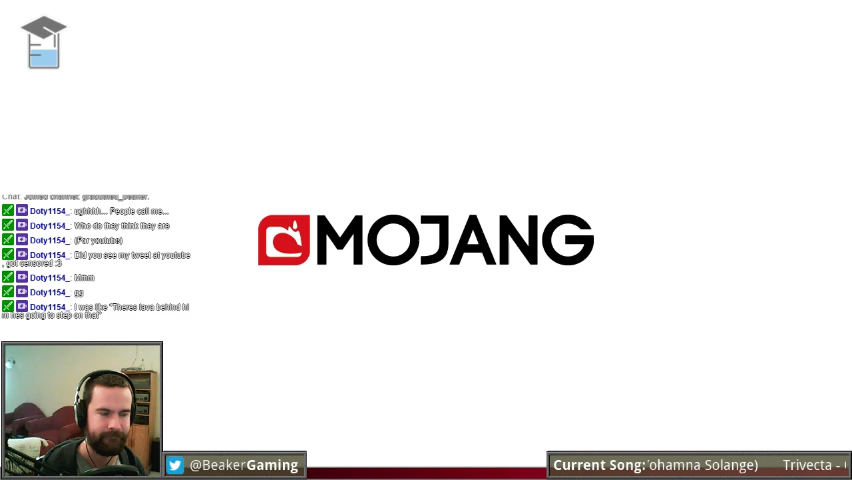 MOJANG
Chat: Joined channel:
Doty1154_: ughhhh... People call me...
Doty1154_: Who do they think they are
Doty1154_: (For youtube)
Doty1154_: Did you see my tweet at youtube
, got censored :3
Doty1154_: Mmm
Doty1154_: gg
Doty1154_: I was like "Theres lava behind hi
m hes going to step on that"
@BeakerGaming
Current Song: ohamna Solange) Trivecta -